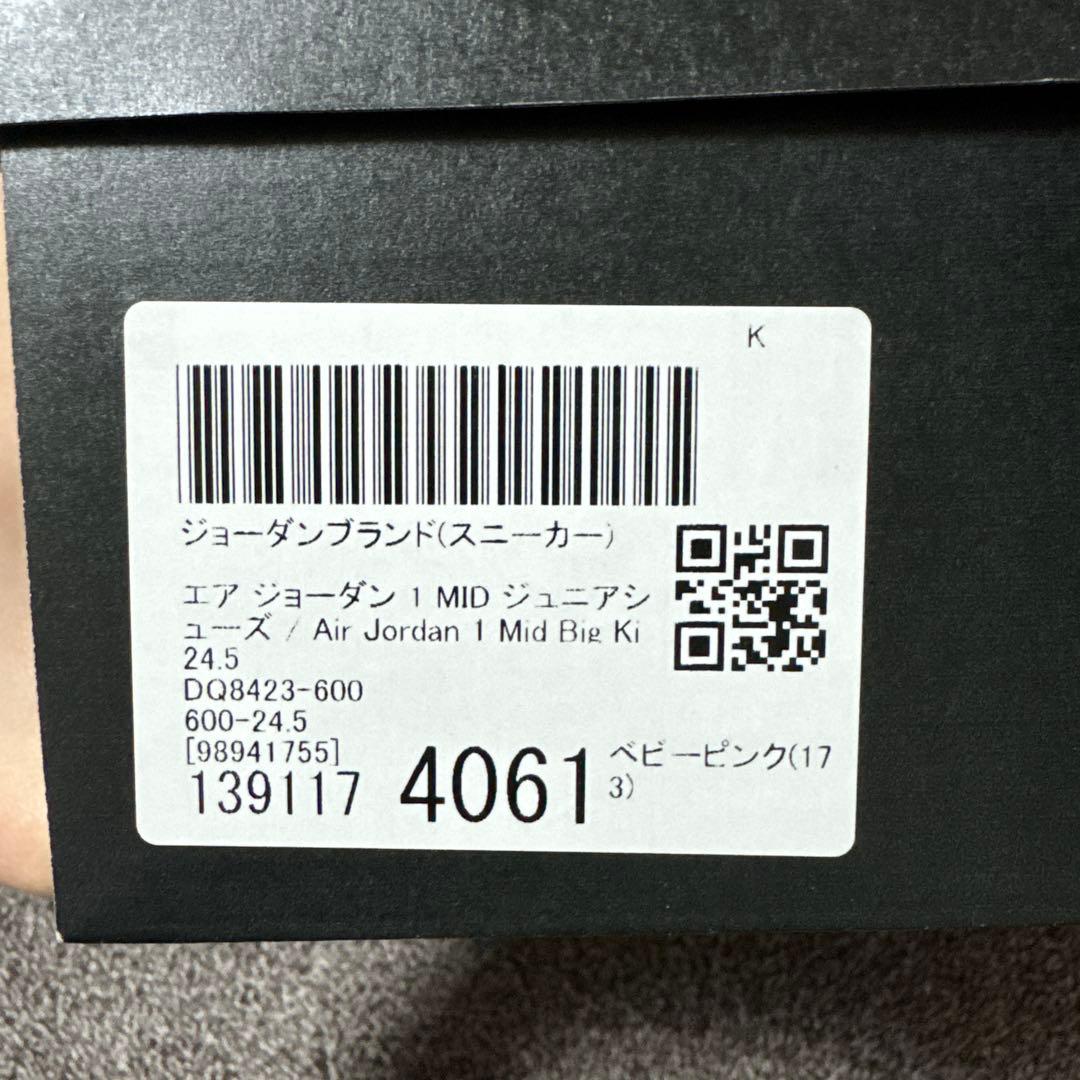 K
ジョーダンブランド(スニーカー)
エア ジョーダン 1 MID ジュニアシ
ューズ / Air Jordan 1 Mid Big Ki
24.5
DQ8423-600
600-24.5
[98941755]
139117 4061 ベビーピンク(17
3)